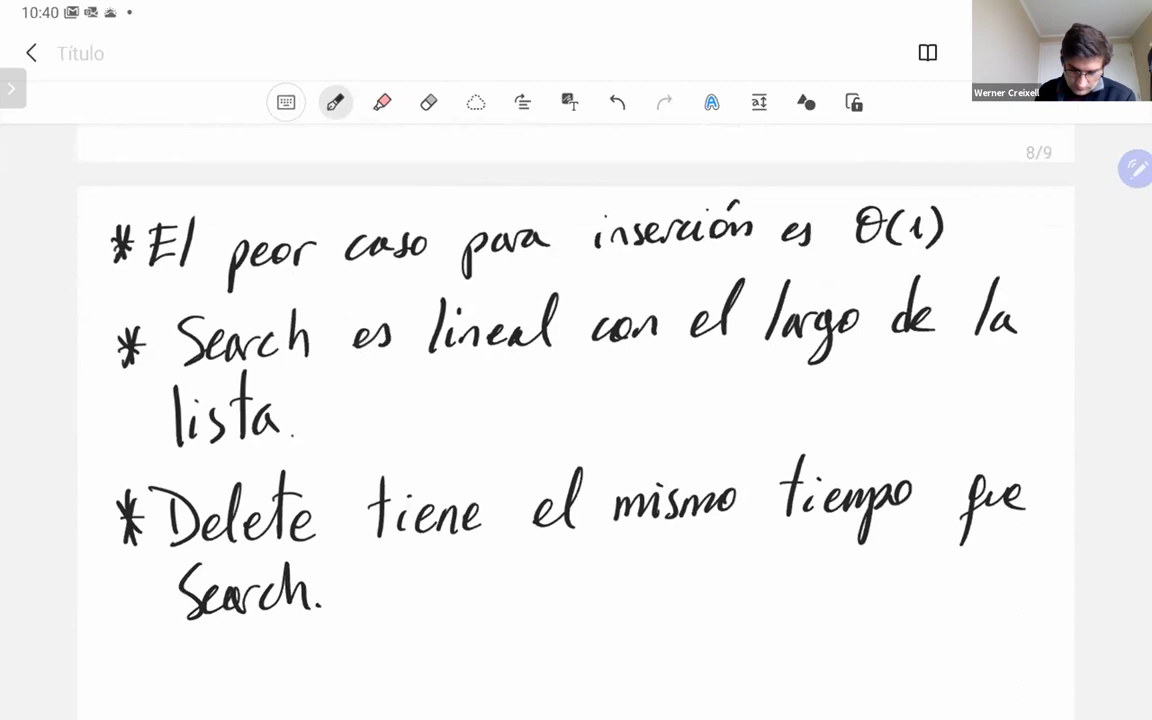 10:40
Título
Werner Creixell
8/9
* El peor caso para inserción es Θ(1)
* Search es lineal con el largo de la
lista.
* Delete tiene el mismo tiempo que
Search.